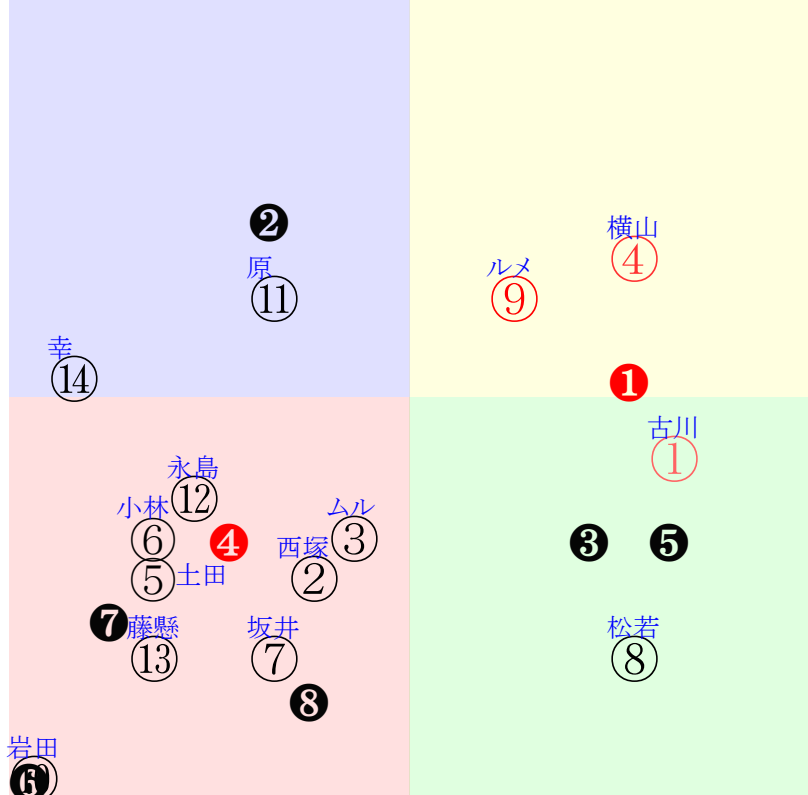 ❷
横山
④
原
⑪
ルメ
⑨
幸
⑭
❶
古川
①
永島
⑫
小林
⑥
❹
ムル
③
西塚
②
⑤土田
❸
❺
❼
藤懸
⑬
坂井
⑦
松若
⑧
❽
岩田
❻